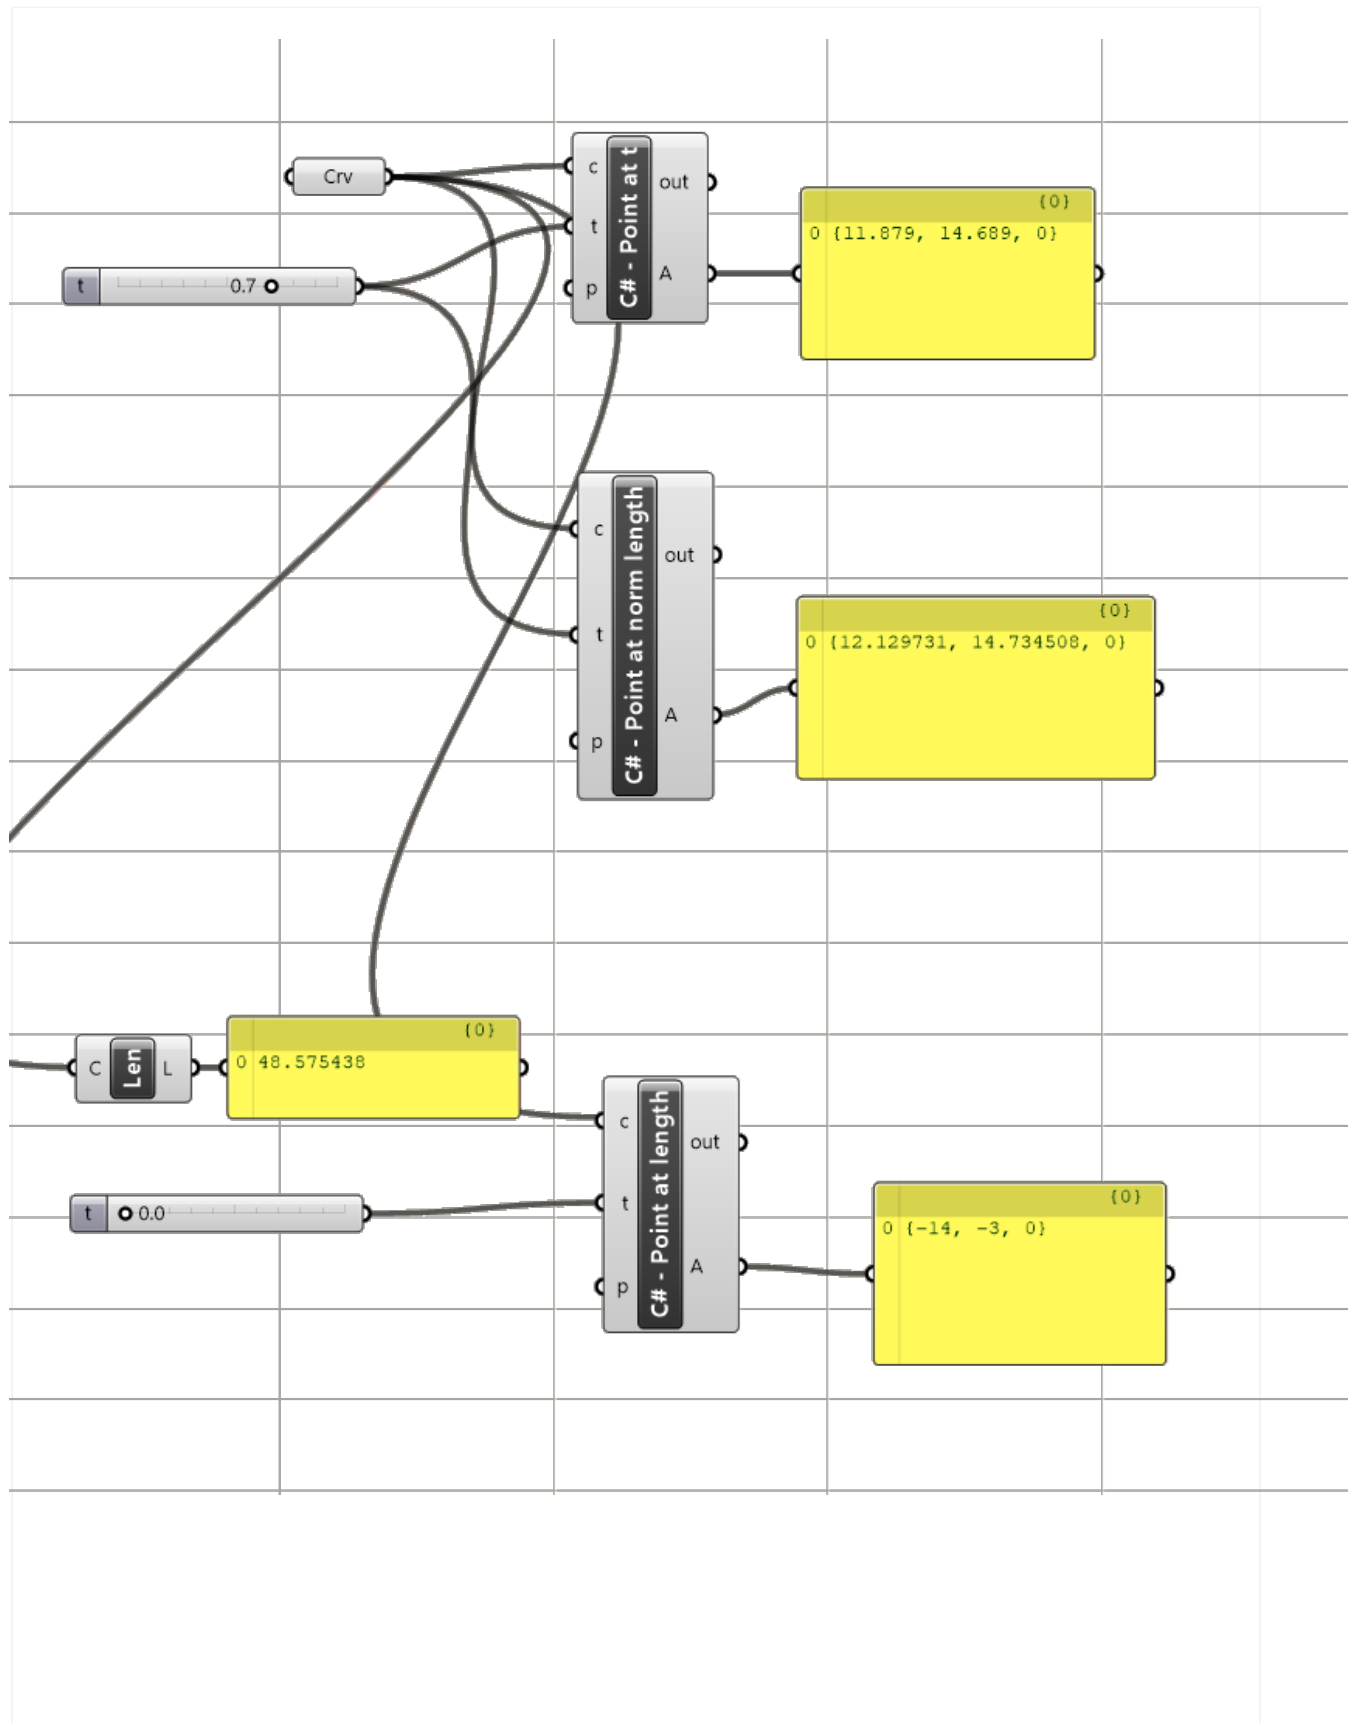 Crv
t 0.7
c
t
p
C# - Point at t
out
A
{0}
0 {11.879, 14.689, 0}
c
t
p
C# - Point at norm length
out
A
{0}
0 {12.129731, 14.734508, 0}
C Len L
{0}
0 48.575438
t 0.0
c
t
p
C# - Point at length
out
A
{0}
0 {-14, -3, 0}